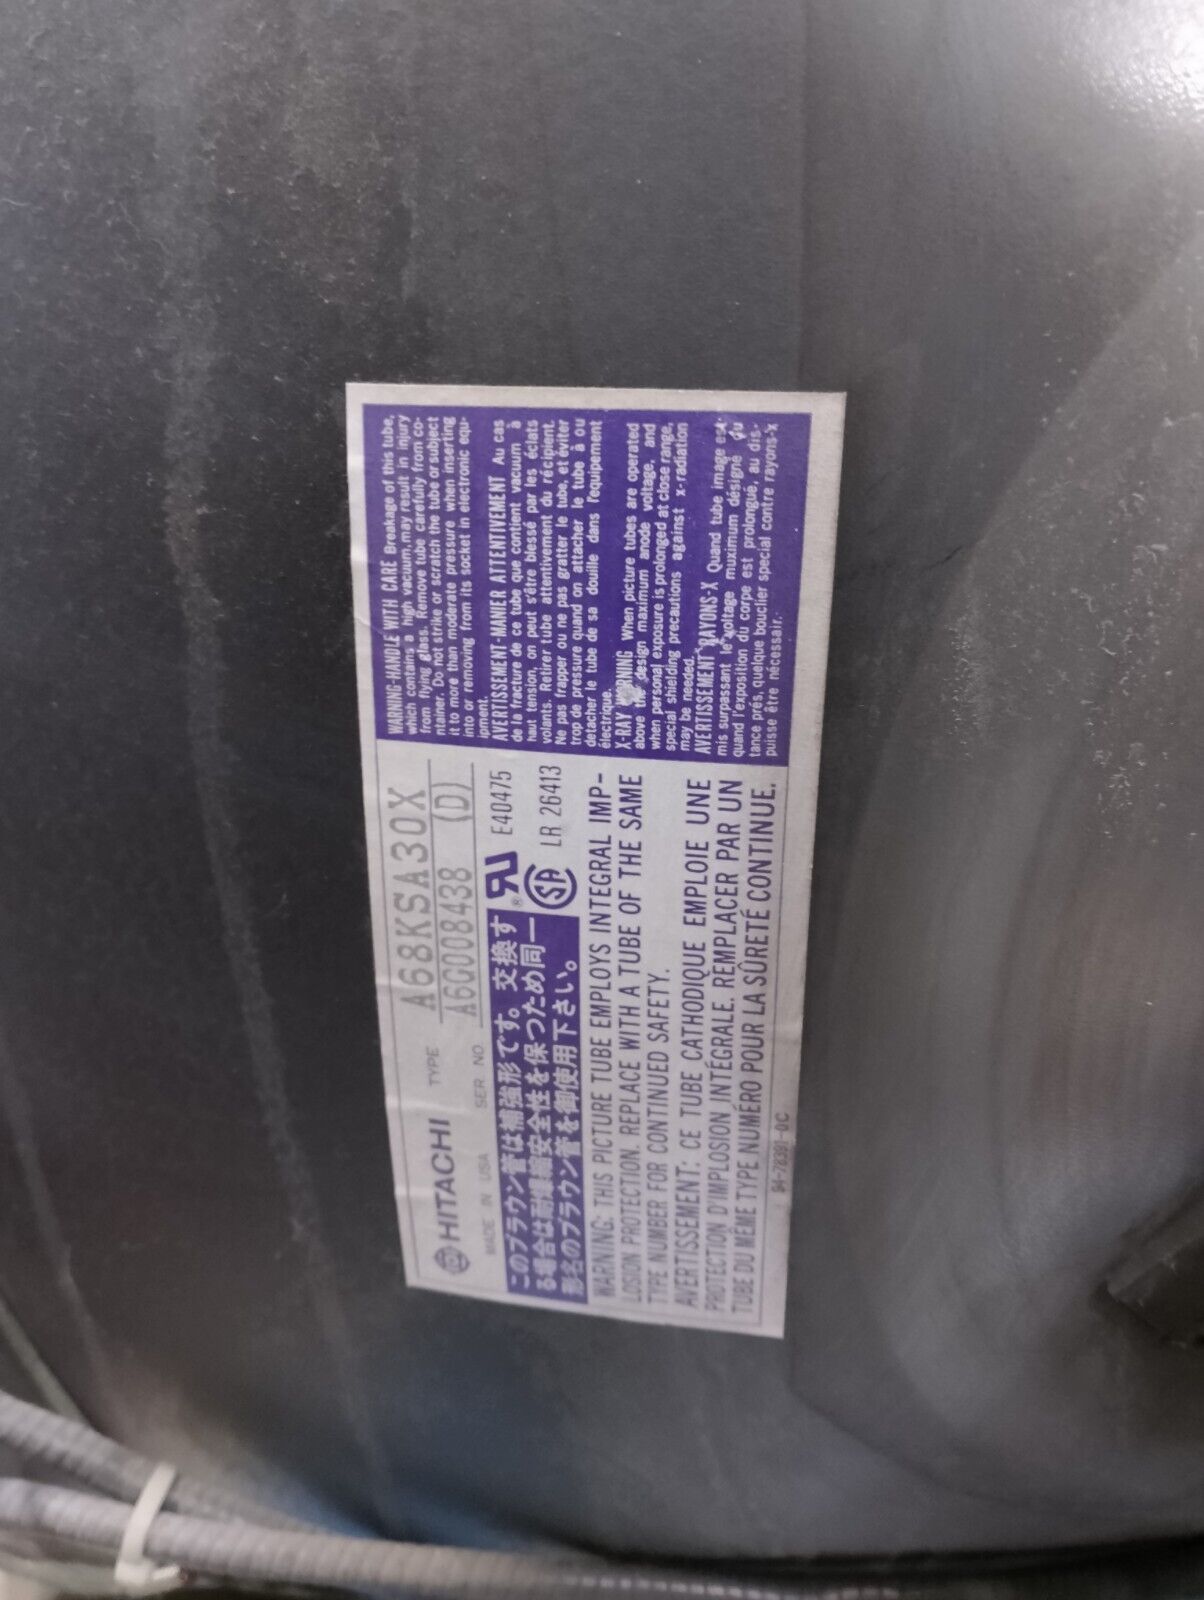 HITACHI
MADE IN USA
TYPE A68KSA30X
SER NO. A6G008438 (D)
このブラウン管は補強形です。交換す
る場合は耐爆縮安全性を保つため同一
形名のブラウン管を御使用下さい。
® E40475
SA LR 26413
WARNING: THIS PICTURE TUBE EMPLOYS INTEGRAL IMP-
LOSION PROTECTION. REPLACE WITH A TUBE OF THE SAME
TYPE NUMBER FOR CONTINUED SAFETY.
AVERTISSEMENT: CE TUBE CATHODIQUE EMPLOIE UNE
PROTECTION D'IMPLOSION INTÉGRALE. REMPLACER PAR UN
TUBE DU MÊME TYPE NUMÉRO POUR LA SÛRETÉ CONTINUE.
94-78391-0C
WARNING-HANDLE WITH CARE Breakage of this tube,
which contains a high vacuum, may result in injury
from flying glass. Remove tube carefully from co-
ntainer. Do not strike or scratch the tube or subject
it to more than moderate pressure when inserting
into or removing from its socket in electronic equ-
ipment.
AVERTISSEMENT-MANIER ATTENTIVEMENT Au cas
de la fracture de ce tube que contient vacuum à
haut tension, on peut s'être blessé par les éclats
volants. Retirer tube attentivement du récipient.
Ne pas frapper ou ne pas gratter le tube, et éviter
trop de pressure quand on attacher le tube à ou
detacher le tube de sa douille dans l'equipement
électrique.
X-RAY WARNING When picture tubes are operated
above the design maximum anode voltage, and
when personal exposure is prolonged at close range,
special shielding precautions against x-radiation
may be needed.
AVERTISSEMENT RAYONS-X Quand tube image ex-
mis surpassant le voltage maximum désigné du
quand l'exposition du corpe est prolongué, au dis-
tance prés, quelque bouclier special contre rayons-x
puisse être nécessair.